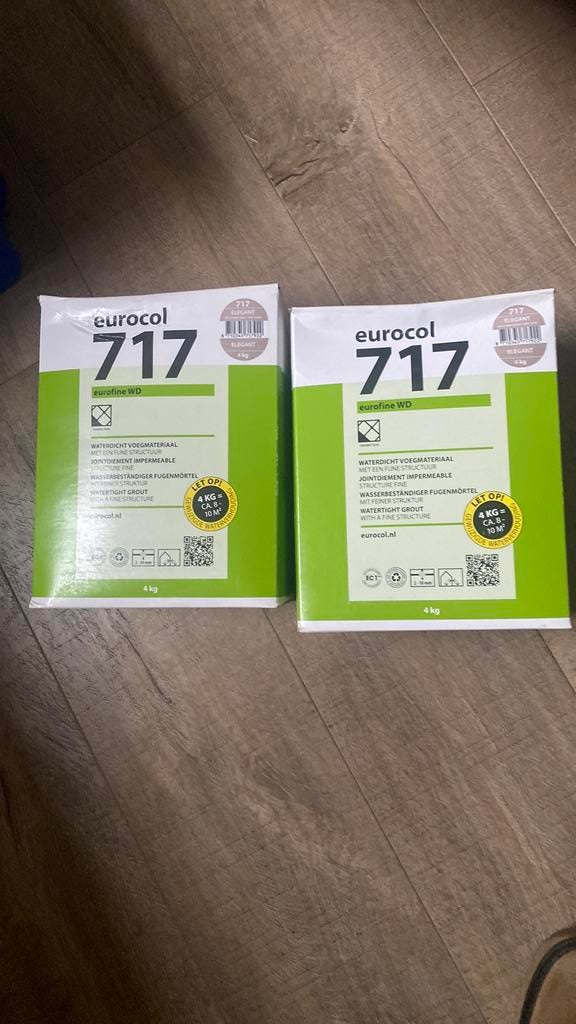 eurocol
717
eurofine WD
WATERDICHT VOEGMATERIAAL
MET EEN FIJNE STRUCTUUR
JOINTOIEMENT IMPERMEABLE
STRUCTURE FINE
WASSERBESTÄNDIGER FUGENMÖRTEL
MIT FEINER STRUKTUR
WATERTIGHT GROUT
WITH A FINE STRUCTURE
eurocol.nl
717
ELEGANT
ELEGANT
4 kg
LET OP!
4 KG =
CA. 8 -
10 M²
4 kg
eurocol
717
eurofine WD
WATERDICHT VOEGMATERIAAL
MET EEN FIJNE STRUCTUUR
JOINTOIEMENT IMPERMEABLE
STRUCTURE FINE
WASSERBESTÄNDIGER FUGENMÖRTEL
MIT FEINER STRUKTUR
WATERTIGHT GROUT
WITH A FINE STRUCTURE
eurocol.nl
717
ELEGANT
ELEGANT
4 kg
LET OP!
4 KG =
CA. 8 -
10 M²
ECT
2 - 10 mm
4 kg